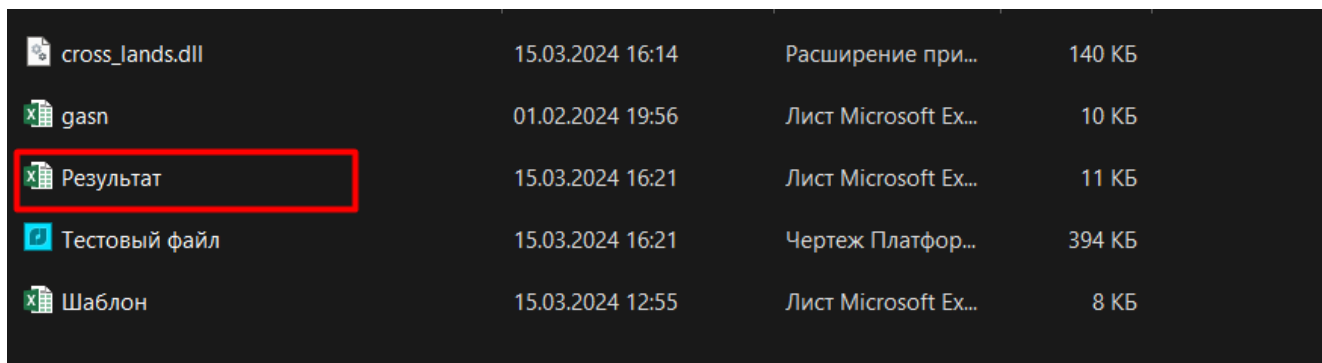 cross_lands.dll 15.03.2024 16:14 Расширение при... 140 КБ
gasn 01.02.2024 19:56 Лист Microsoft Ex... 10 КБ
Результат 15.03.2024 16:21 Лист Microsoft Ex... 11 КБ
Тестовый файл 15.03.2024 16:21 Чертеж Платфор... 394 КБ
Шаблон 15.03.2024 12:55 Лист Microsoft Ex... 8 КБ